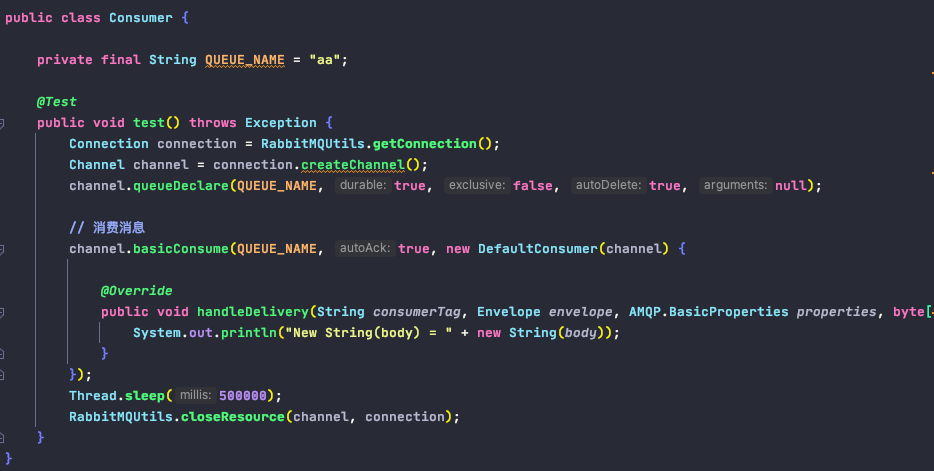 public class Consumer {
private final String QUEUE_NAME = "aa";
@Test
public void test() throws Exception {
Connection connection = RabbitMQUtils.getConnection();
Channel channel = connection.createChannel();
channel.queueDeclare(QUEUE_NAME, durable: true, exclusive: false, autoDelete: true, arguments: null);
// 消费消息
channel.basicConsume(QUEUE_NAME, autoAck: true, new DefaultConsumer(channel) {
@Override
public void handleDelivery(String consumerTag, Envelope envelope, AMQP.BasicProperties properties, byte[
System.out.println("New String(body) = " + new String(body));
}
});
Thread.sleep( millis: 500000);
RabbitMQUtils.closeResource(channel, connection);
}
}